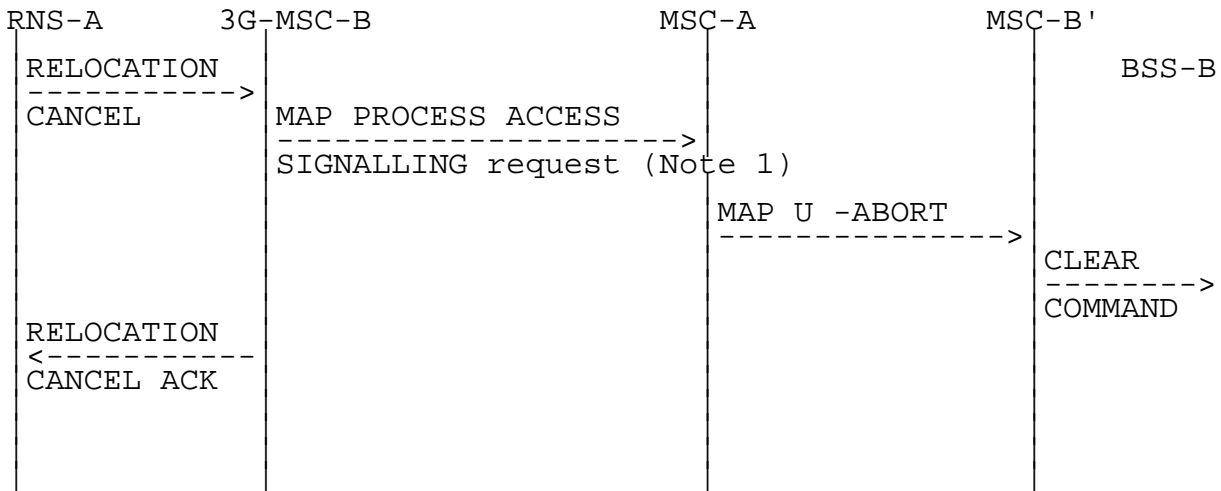 RNS-A 3G-MSC-B MSC-A MSC-B'
RELOCATION BSS-B
CANCEL MAP PROCESS ACCESS
SIGNALLING request (Note 1)
MAP U -ABORT
CLEAR
COMMAND
RELOCATION
CANCEL ACK